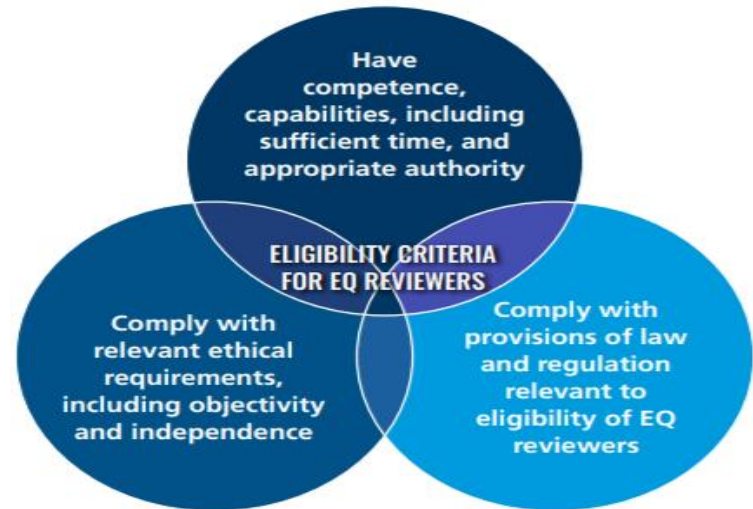 Have
competence,
capabilities, including
sufficient time, and
appropriate authority
ELIGIBILITY CRITERIA
FOR EQ REVIEWERS
Comply with
relevant ethical
requirements,
including objectivity
and independence
Comply with
provisions of law
and regulation
relevant to
eligibility of EQ
reviewers